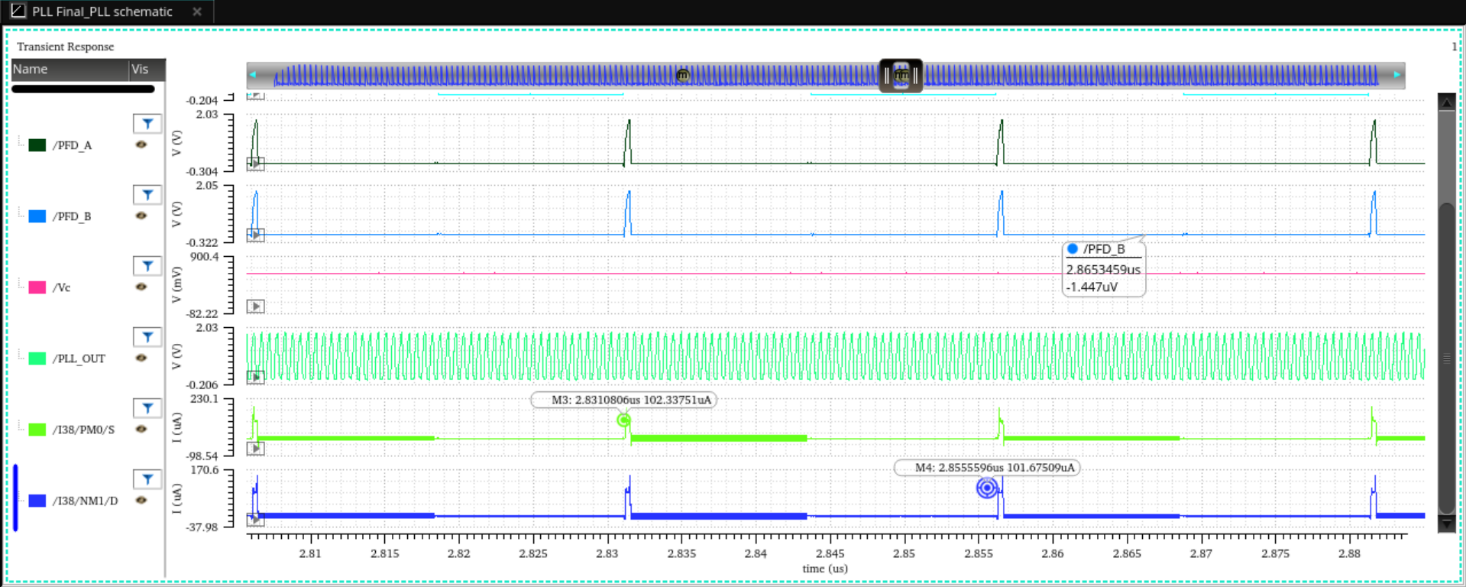 PLL Final_PLL schematic ×
Transient Response
1
Name Vis
-0.204
2.03
V (V)
/PFD_A
-0.304
2.05
V (V)
/PFD_B
-0.322
/PFD_B
2.8653459us
-1.447uV
900.4
V (mV)
/Vc
-82.22
2.03
V (V)
/PLL_OUT
-0.206
230.1
M3: 2.8310806us 102.33751uA
I (uA)
/I38/PM0/S
-98.54
170.6
M4: 2.8555596us 101.67509uA
I (uA)
/I38/NM1/D
-37.98
2.81 2.815 2.82 2.825 2.83 2.835 2.84 2.845 2.85 2.855 2.86 2.865 2.87 2.875 2.88
time (us)